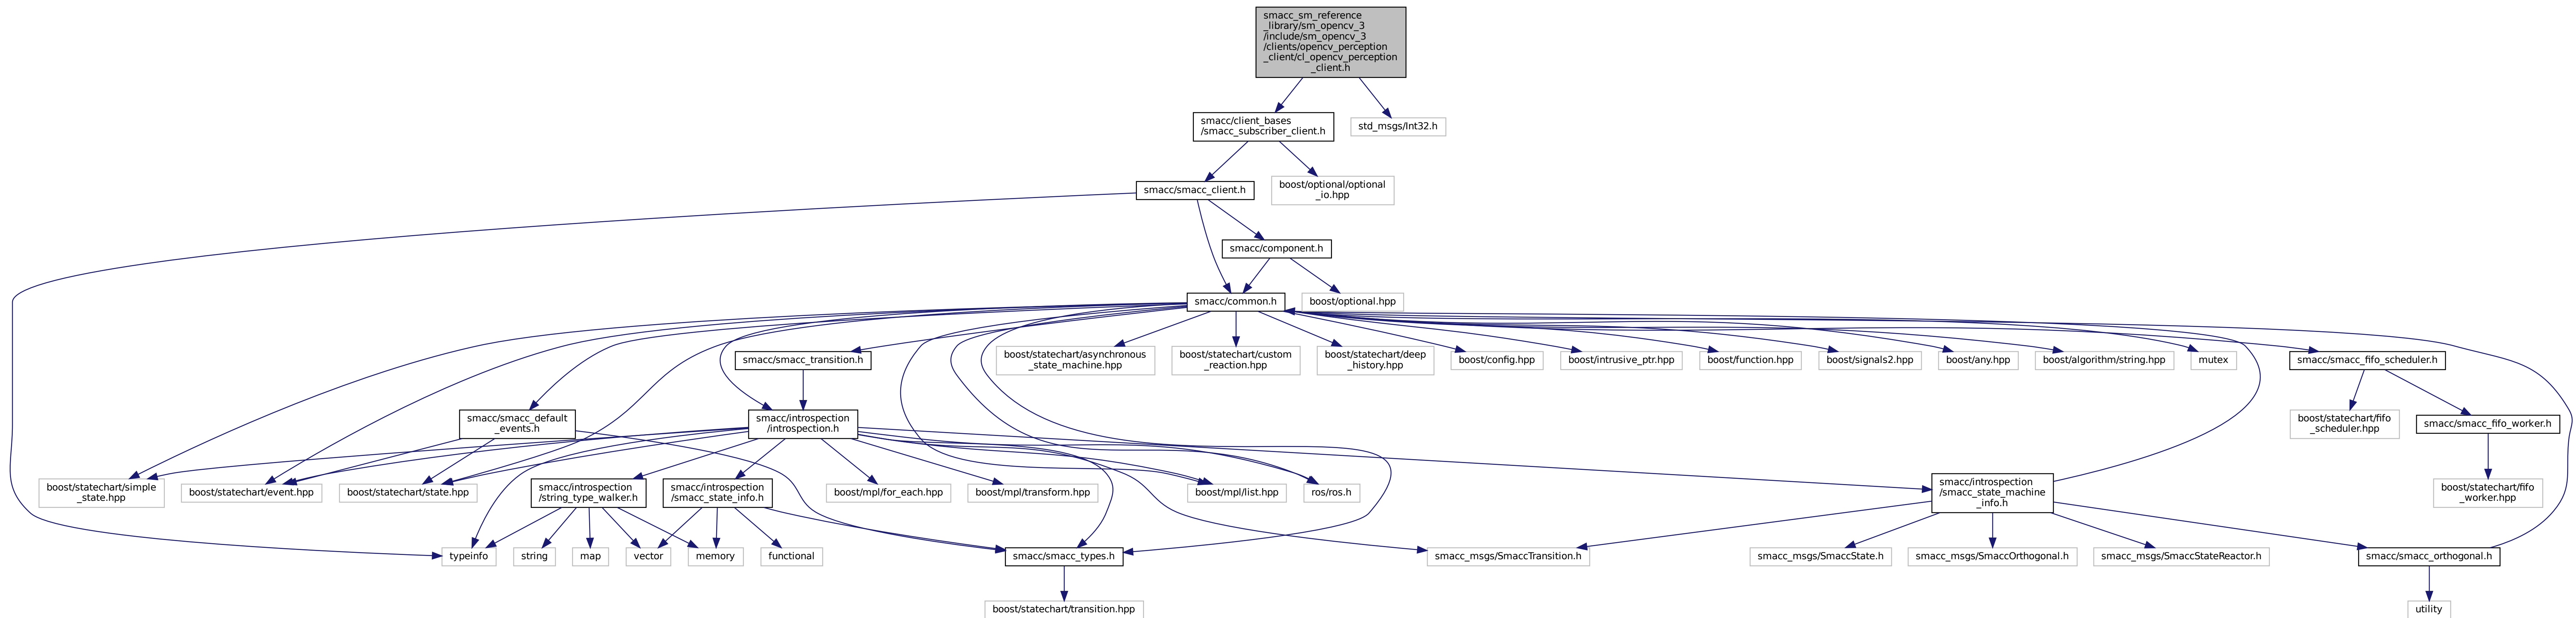 smacc_sm_reference
_library/sm_opencv_3
/include/sm_opencv_3
/clients/opencv_perception
_client/cl_opencv_perception
_client.h
smacc/client_bases
/smacc_subscriber_client.h
std_msgs/Int32.h
smacc/smacc_client.h
boost/optional/optional
_io.hpp
smacc/component.h
smacc/common.h
boost/optional.hpp
smacc/smacc_transition.h
boost/statechart/asynchronous
_state_machine.hpp
boost/statechart/custom
_reaction.hpp
boost/statechart/deep
_history.hpp
boost/config.hpp
boost/intrusive_ptr.hpp
boost/function.hpp
boost/signals2.hpp
boost/any.hpp
boost/algorithm/string.hpp
mutex
smacc/smacc_fifo_scheduler.h
smacc/smacc_default
_events.h
smacc/introspection
/introspection.h
boost/statechart/fifo
_scheduler.hpp
smacc/smacc_fifo_worker.h
boost/statechart/simple
_state.hpp
boost/statechart/event.hpp
boost/statechart/state.hpp
smacc/introspection
/string_type_walker.h
smacc/introspection
/smacc_state_info.h
boost/mpl/for_each.hpp
boost/mpl/transform.hpp
boost/mpl/list.hpp
ros/ros.h
smacc/introspection
/smacc_state_machine
_info.h
boost/statechart/fifo
_worker.hpp
typeinfo
string
map
vector
memory
functional
smacc/smacc_types.h
smacc_msgs/SmaccTransition.h
smacc_msgs/SmaccState.h
smacc_msgs/SmaccOrthogonal.h
smacc_msgs/SmaccStateReactor.h
smacc/smacc_orthogonal.h
boost/statechart/transition.hpp
utility